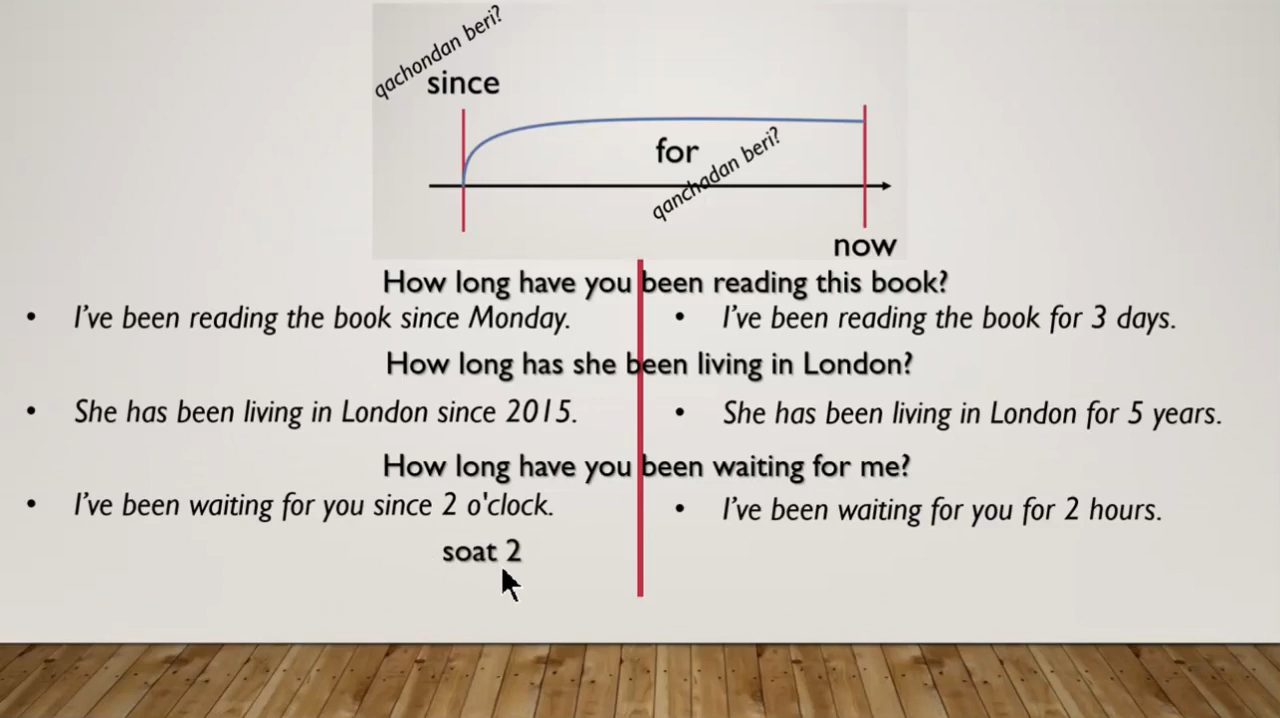 qachondan beri?
since
for
qanchadan beri?
now
How long have you been reading this book?
• I've been reading the book since Monday.
• I've been reading the book for 3 days.
How long has she been living in London?
• She has been living in London since 2015.
• She has been living in London for 5 years.
How long have you been waiting for me?
• I've been waiting for you since 2 o'clock.
• I've been waiting for you for 2 hours.
soat 2